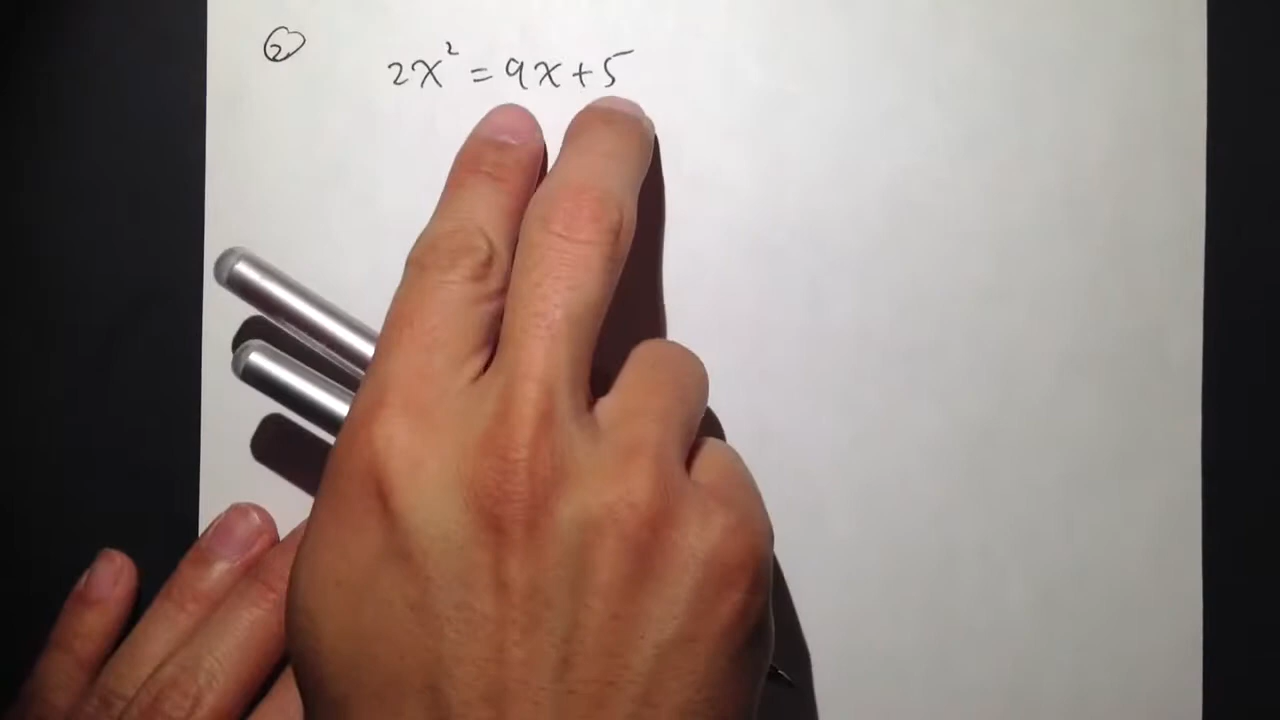 ② 2x² = 9x + 5